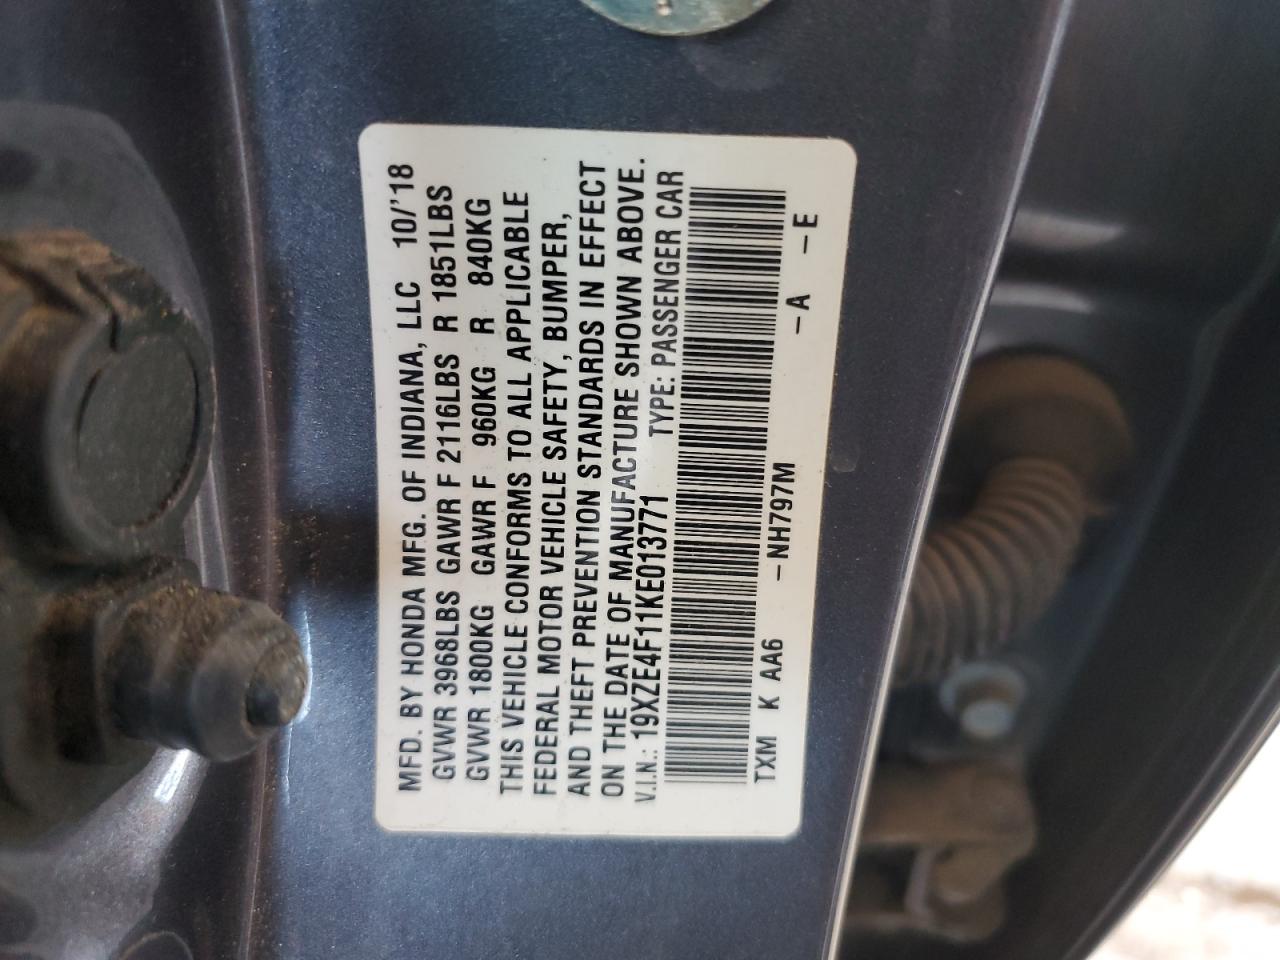 MFD. BY HONDA MFG. OF INDIANA, LLC 10/'18
GVWR 3968LBS GAWR F 2116LBS R 1851LBS
GVWR 1800KG GAWR F 960KG R 840KG
THIS VEHICLE CONFORMS TO ALL APPLICABLE
FEDERAL MOTOR VEHICLE SAFETY, BUMPER,
AND THEFT PREVENTION STANDARDS IN EFFECT
ON THE DATE OF MANUFACTURE SHOWN ABOVE.
V.I.N.: 19XZE4F11KE013771 TYPE: PASSENGER CAR
TXM K AA6 -NH797M -A -E